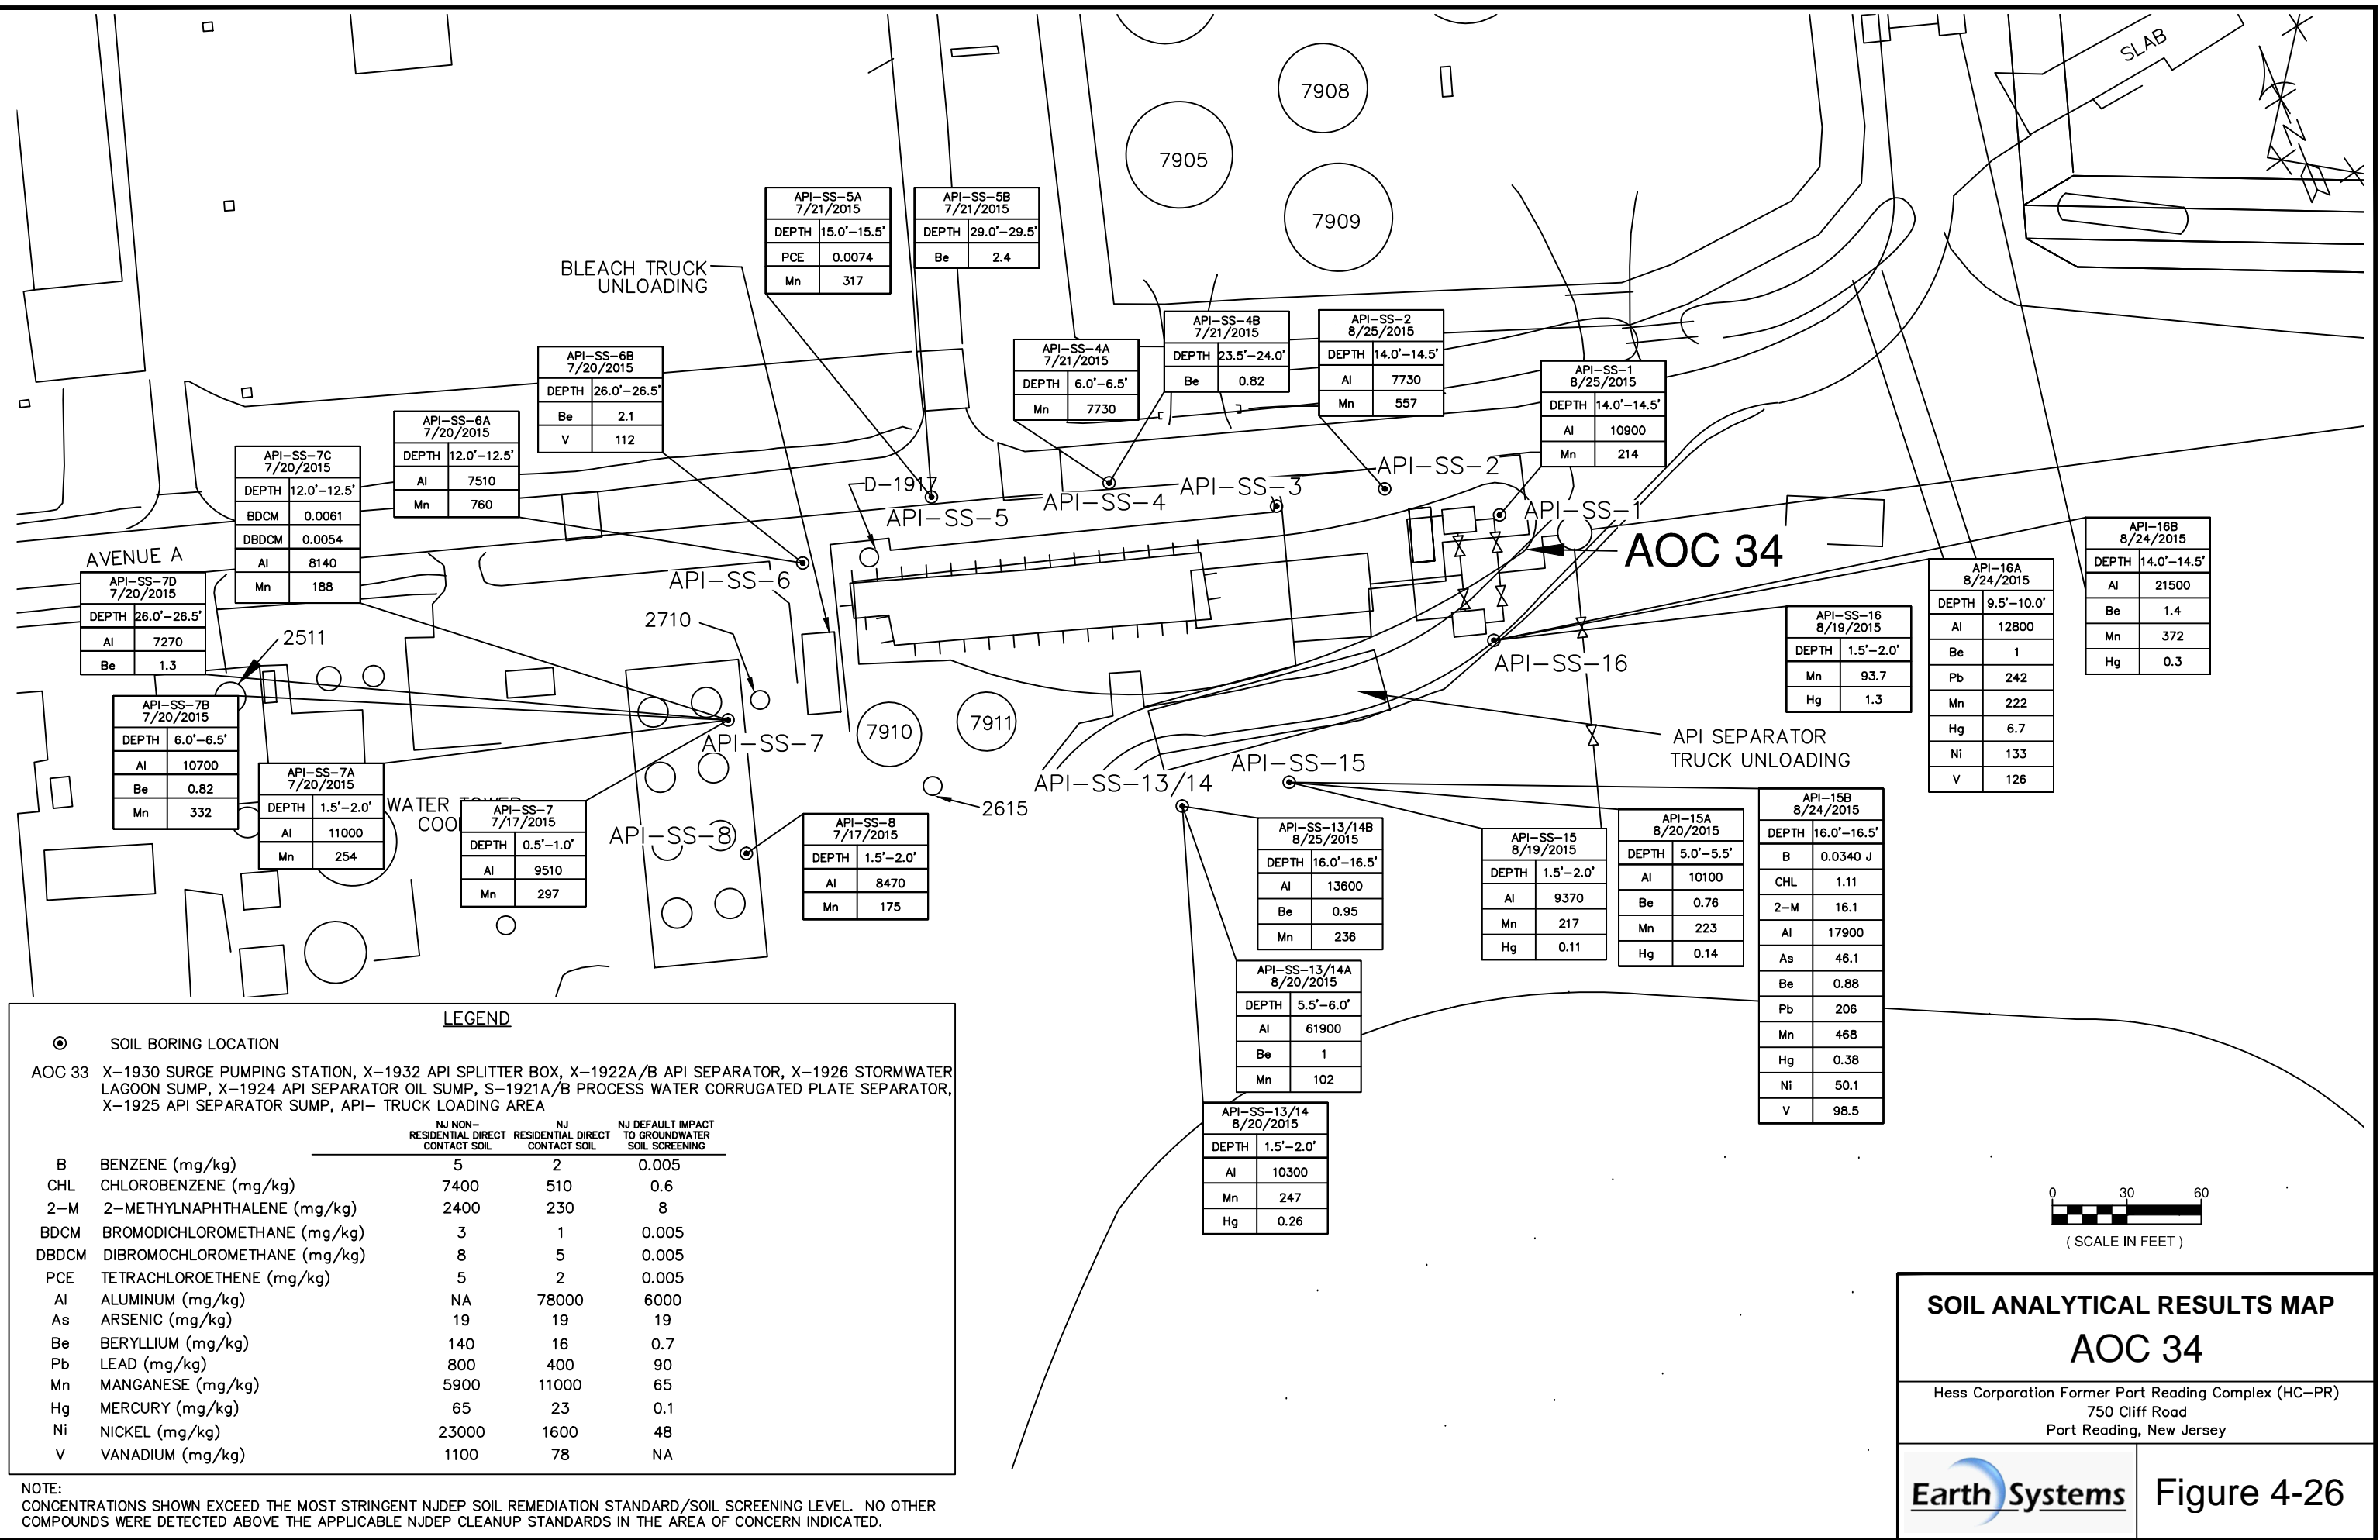 SLAB
N
7908
7905
7909
API-SS-5A
7/21/2015
DEPTH 15.0'-15.5'
PCE 0.0074
Mn 317
API-SS-5B
7/21/2015
DEPTH 29.0'-29.5'
Be 2.4
BLEACH TRUCK
UNLOADING
API-SS-4B
7/21/2015
DEPTH 23.5'-24.0'
Be 0.82
API-SS-2
8/25/2015
DEPTH 14.0'-14.5'
Al 7730
Mn 557
API-SS-4A
7/21/2015
DEPTH 6.0'-6.5'
Mn 7730
API-SS-6B
7/20/2015
DEPTH 26.0'-26.5'
Be 2.1
V 112
API-SS-1
8/25/2015
DEPTH 14.0'-14.5'
Al 10900
Mn 214
API-SS-6A
7/20/2015
DEPTH 12.0'-12.5'
Al 7510
Mn 760
API-SS-7C
7/20/2015
DEPTH 12.0'-12.5'
BDCM 0.0061
DBDCM 0.0054
Al 8140
Mn 188
D-1917
API-SS-5
API-SS-4
API-SS-3
API-SS-2
API-SS-1
AOC 34
AVENUE A
API-SS-6
API-SS-7D
7/20/2015
DEPTH 26.0'-26.5'
Al 7270
Be 1.3
2511
2710
API-16B
8/24/2015
DEPTH 14.0'-14.5'
Al 21500
Be 1.4
Mn 372
Hg 0.3
API-16A
8/24/2015
DEPTH 9.5'-10.0'
Al 12800
Be 1
Pb 242
Mn 222
Hg 6.7
Ni 133
V 126
API-SS-16
8/19/2015
DEPTH 1.5'-2.0'
Mn 93.7
Hg 1.3
API-SS-16
API-SS-7B
7/20/2015
DEPTH 6.0'-6.5'
Al 10700
Be 0.82
Mn 332
API-SS-7
7910
7911
API SEPARATOR
TRUCK UNLOADING
API-SS-15
API-SS-13/14
2615
API-SS-7A
7/20/2015
DEPTH 1.5'-2.0'
Al 11000
Mn 254
WATER TOWER
COO
API-SS-7
7/17/2015
DEPTH 0.5'-1.0'
Al 9510
Mn 297
API-SS-8
API-SS-8
7/17/2015
DEPTH 1.5'-2.0'
Al 8470
Mn 175
API-SS-13/14B
8/25/2015
DEPTH 16.0'-16.5'
Al 13600
Be 0.95
Mn 236
API-SS-15
8/19/2015
DEPTH 1.5'-2.0'
Al 9370
Mn 217
Hg 0.11
API-15A
8/20/2015
DEPTH 5.0'-5.5'
Al 10100
Be 0.76
Mn 223
Hg 0.14
API-15B
8/24/2015
DEPTH 16.0'-16.5'
B 0.0340 J
CHL 1.11
2-M 16.1
Al 17900
As 46.1
Be 0.88
Pb 206
Mn 468
Hg 0.38
Ni 50.1
V 98.5
API-SS-13/14A
8/20/2015
DEPTH 5.5'-6.0'
Al 61900
Be 1
Mn 102
API-SS-13/14
8/20/2015
DEPTH 1.5'-2.0'
Al 10300
Mn 247
Hg 0.26
LEGEND
SOIL BORING LOCATION
AOC 33 X-1930 SURGE PUMPING STATION, X-1932 API SPLITTER BOX, X-1922A/B API SEPARATOR, X-1926 STORMWATER
LAGOON SUMP, X-1924 API SEPARATOR OIL SUMP, S-1921A/B PROCESS WATER CORRUGATED PLATE SEPARATOR,
X-1925 API SEPARATOR SUMP, API- TRUCK LOADING AREA
NJ NON- NJ NJ DEFAULT IMPACT
RESIDENTIAL DIRECT RESIDENTIAL DIRECT TO GROUNDWATER
CONTACT SOIL CONTACT SOIL SOIL SCREENING
B BENZENE (mg/kg) 5 2 0.005
CHL CHLOROBENZENE (mg/kg) 7400 510 0.6
2-M 2-METHYLNAPHTHALENE (mg/kg) 2400 230 8
BDCM BROMODICHLOROMETHANE (mg/kg) 3 1 0.005
DBDCM DIBROMOCHLOROMETHANE (mg/kg) 8 5 0.005
PCE TETRACHLOROETHENE (mg/kg) 5 2 0.005
Al ALUMINUM (mg/kg) NA 78000 6000
As ARSENIC (mg/kg) 19 19 19
Be BERYLLIUM (mg/kg) 140 16 0.7
Pb LEAD (mg/kg) 800 400 90
Mn MANGANESE (mg/kg) 5900 11000 65
Hg MERCURY (mg/kg) 65 23 0.1
Ni NICKEL (mg/kg) 23000 1600 48
V VANADIUM (mg/kg) 1100 78 NA
NOTE:
CONCENTRATIONS SHOWN EXCEED THE MOST STRINGENT NJDEP SOIL REMEDIATION STANDARD/SOIL SCREENING LEVEL. NO OTHER
COMPOUNDS WERE DETECTED ABOVE THE APPLICABLE NJDEP CLEANUP STANDARDS IN THE AREA OF CONCERN INDICATED.
0 30 60
( SCALE IN FEET )
SOIL ANALYTICAL RESULTS MAP
AOC 34
Hess Corporation Former Port Reading Complex (HC-PR)
750 Cliff Road
Port Reading, New Jersey
Earth Systems
Figure 4-26